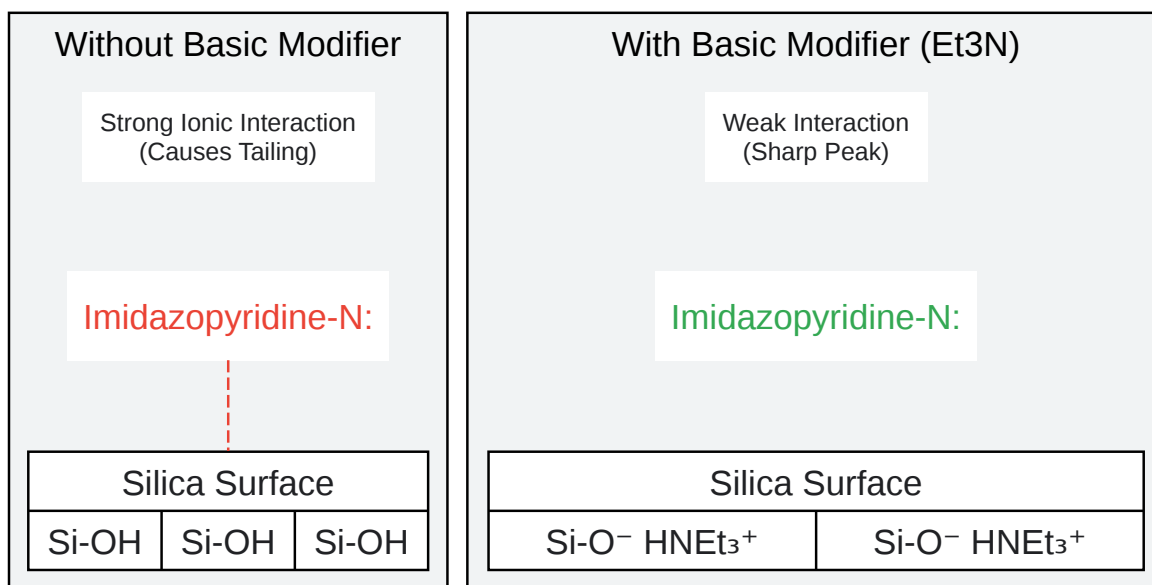 Without Basic Modifier
Strong Ionic Interaction
(Causes Tailing)
Imidazopyridine-N:
Silica Surface
Si-OH
Si-OH
Si-OH
With Basic Modifier (Et3N)
Weak Interaction
(Sharp Peak)
Imidazopyridine-N:
Silica Surface
Si-O⁻ HNEt₃⁺
Si-O⁻ HNEt₃⁺